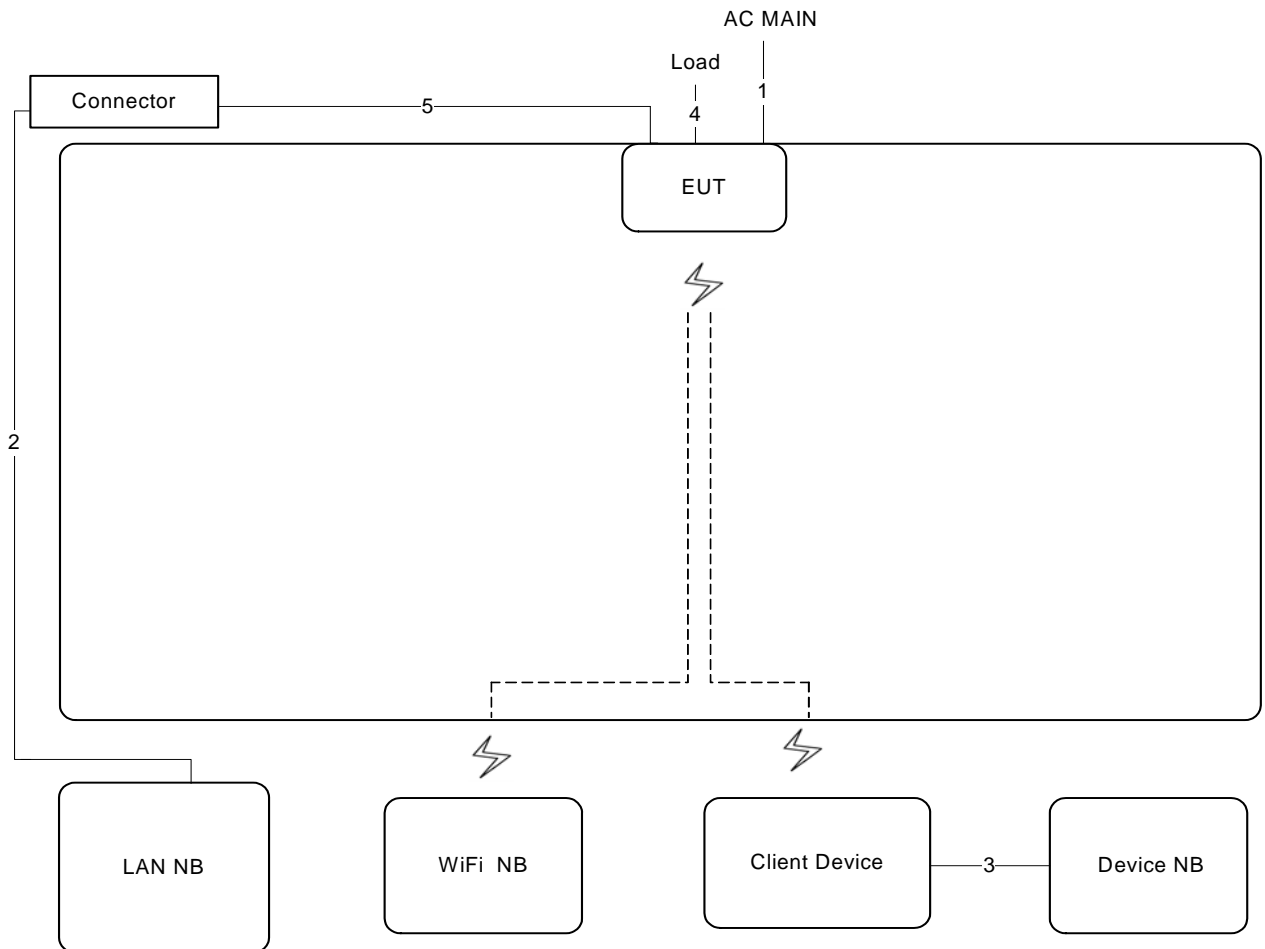 AC MAIN
Load
1
Connector
5
4
EUT
2
LAN NB
WiFi NB
Client Device
3
Device NB